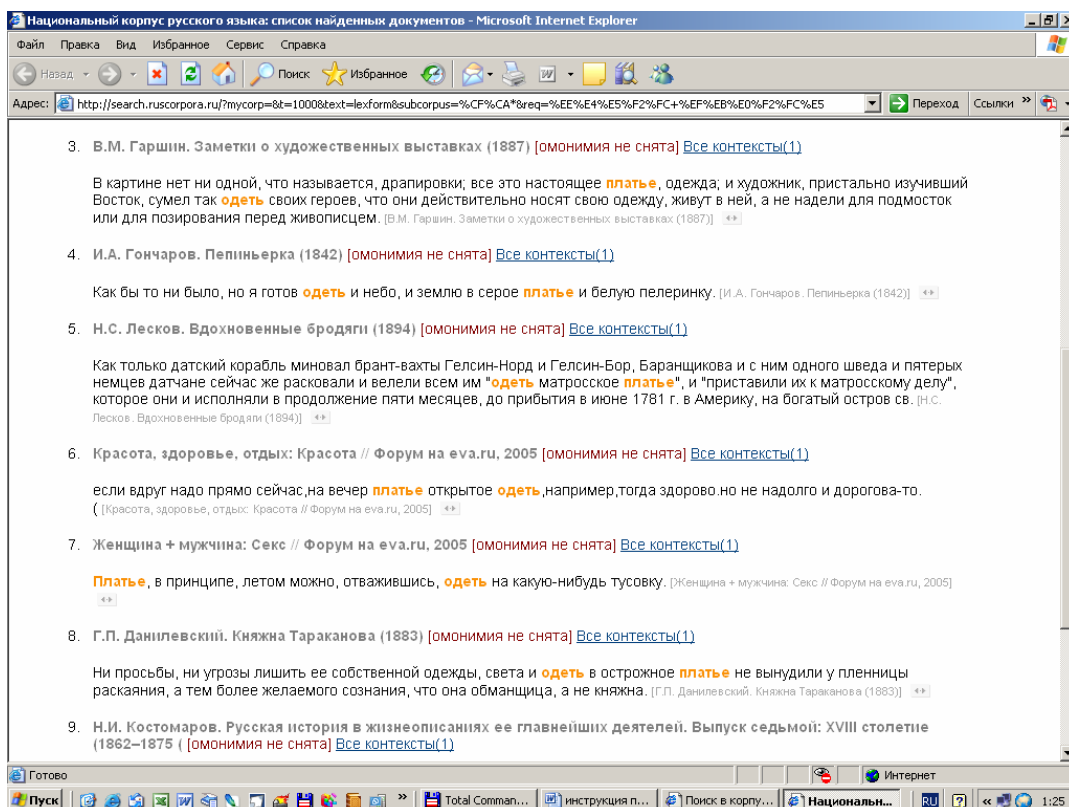 Национальный корпус русского языка: список найденных документов - Microsoft Internet Explorer
Файл Правка Вид Избранное Сервис Справка
Назад Поиск Избранное
Адрес: http://search.ruscorpora.ru/?mycorp=&t=1000&text=lexform&subcorpus=%CF%CA*&req=%EE%E4%E5%F2%FC+%EF%EB%E0%F2%FC%E5 Переход Ссылки »
3. В.М. Гаршин. Заметки о художественных выставках (1887) [омонимия не снята] Все контексты(1)
В картине нет ни одной, что называется, драпировки; все это настоящее платье, одежда; и художник, пристально изучивший
Восток, сумел так одеть своих героев, что они действительно носят свою одежду, живут в ней, а не надели для подмосток
или для позирования перед живописцем. [В.М. Гаршин. Заметки о художественных выставках (1887)]
4. И.А. Гончаров. Пепиньерка (1842) [омонимия не снята] Все контексты(1)
Как бы то ни было, но я готов одеть и небо, и землю в серое платье и белую пелеринку. [И.А. Гончаров. Пепиньерка (1842)]
5. Н.С. Лесков. Вдохновенные бродяги (1894) [омонимия не снята] Все контексты(1)
Как только датский корабль миновал брант-вахты Гелсин-Норд и Гелсин-Бор, Баранщикова и с ним одного шведа и пятерых
немцев датчане сейчас же расковали и велели всем им "одеть матросское платье", и "приставили их к матросскому делу",
которое они и исполняли в продолжение пяти месяцев, до прибытия в июне 1781 г. в Америку, на богатый остров св. [Н.С.
Лесков. Вдохновенные бродяги (1894)]
6. Красота, здоровье, отдых: Красота // Форум на eva.ru, 2005 [омонимия не снята] Все контексты(1)
если вдруг надо прямо сейчас,на вечер платье открытое одеть,например,тогда здорово.но не надолго и дорогова-то.
( [Красота, здоровье, отдых: Красота // Форум на eva.ru, 2005]
7. Женщина + мужчина: Секс // Форум на eva.ru, 2005 [омонимия не снята] Все контексты(1)
Платье, в принципе, летом можно, отважившись, одеть на какую-нибудь тусовку. [Женщина + мужчина: Секс // Форум на eva.ru, 2005]
8. Г.П. Данилевский. Княжна Тараканова (1883) [омонимия не снята] Все контексты(1)
Ни просьбы, ни угрозы лишить ее собственной одежды, света и одеть в острожное платье не вынудили у пленницы
раскаяния, а тем более желаемого сознания, что она обманщица, а не княжна. [Г.П. Данилевский. Княжна Тараканова (1883)]
9. Н.И. Костомаров. Русская история в жизнеописаниях ее главнейших деятелей. Выпуск седьмой: XVIII столетие
(1862–1875 ( [омонимия не снята] Все контексты(1)
Готово Интернет
Пуск » Total Comman... инструкция п... Поиск в корпу... Национальн... RU « 1:25